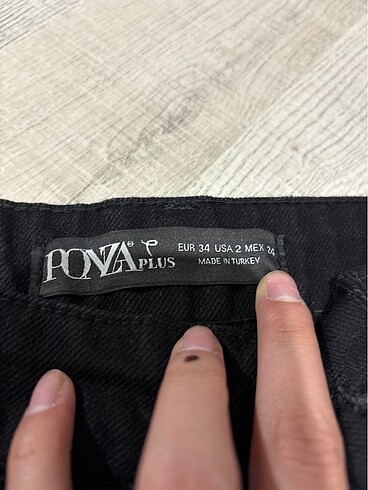 PONZA® PLUS EUR 34 USA 2 MEX 24
MADE IN TURKEY